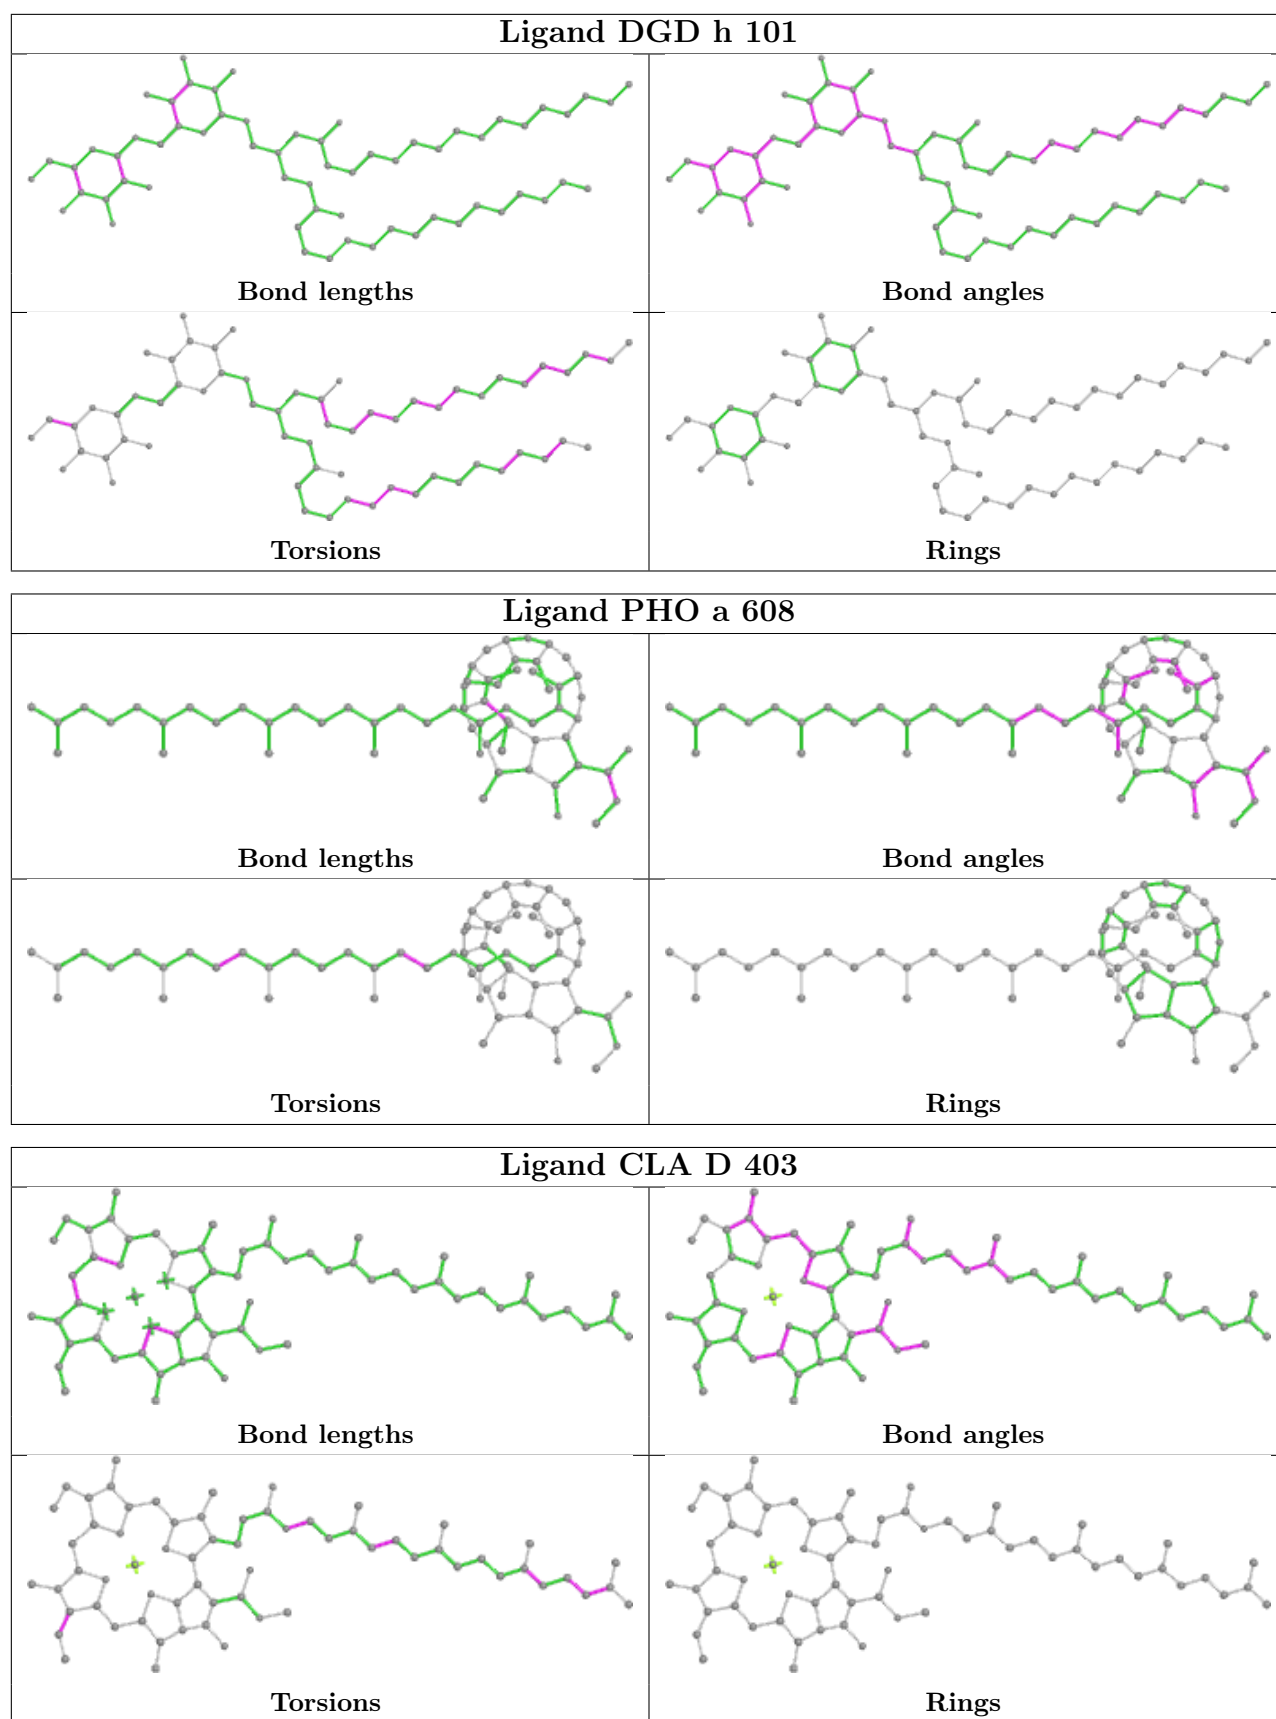 Ligand DGD h 101
Bond lengths
Bond angles
Torsions
Rings
Ligand PHO a 608
Bond lengths
Bond angles
Torsions
Rings
Ligand CLA D 403
Bond lengths
Bond angles
Torsions
Rings